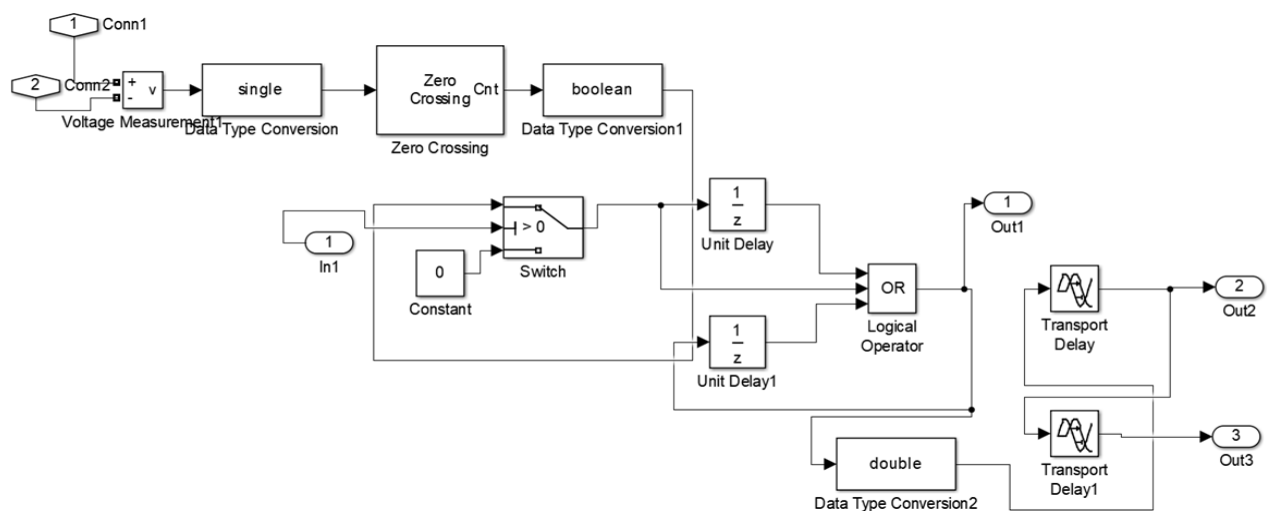 1 Conn1
2 Conn2
+
-
v
Voltage Measurement1
single
Data Type Conversion
Zero
Crossing
Cnt
Zero Crossing
boolean
Data Type Conversion1
1
In1
> 0
Switch
0
Constant
1
z
Unit Delay
1
z
Unit Delay1
OR
Logical
Operator
1
Out1
Transport
Delay
2
Out2
Transport
Delay1
3
Out3
double
Data Type Conversion2